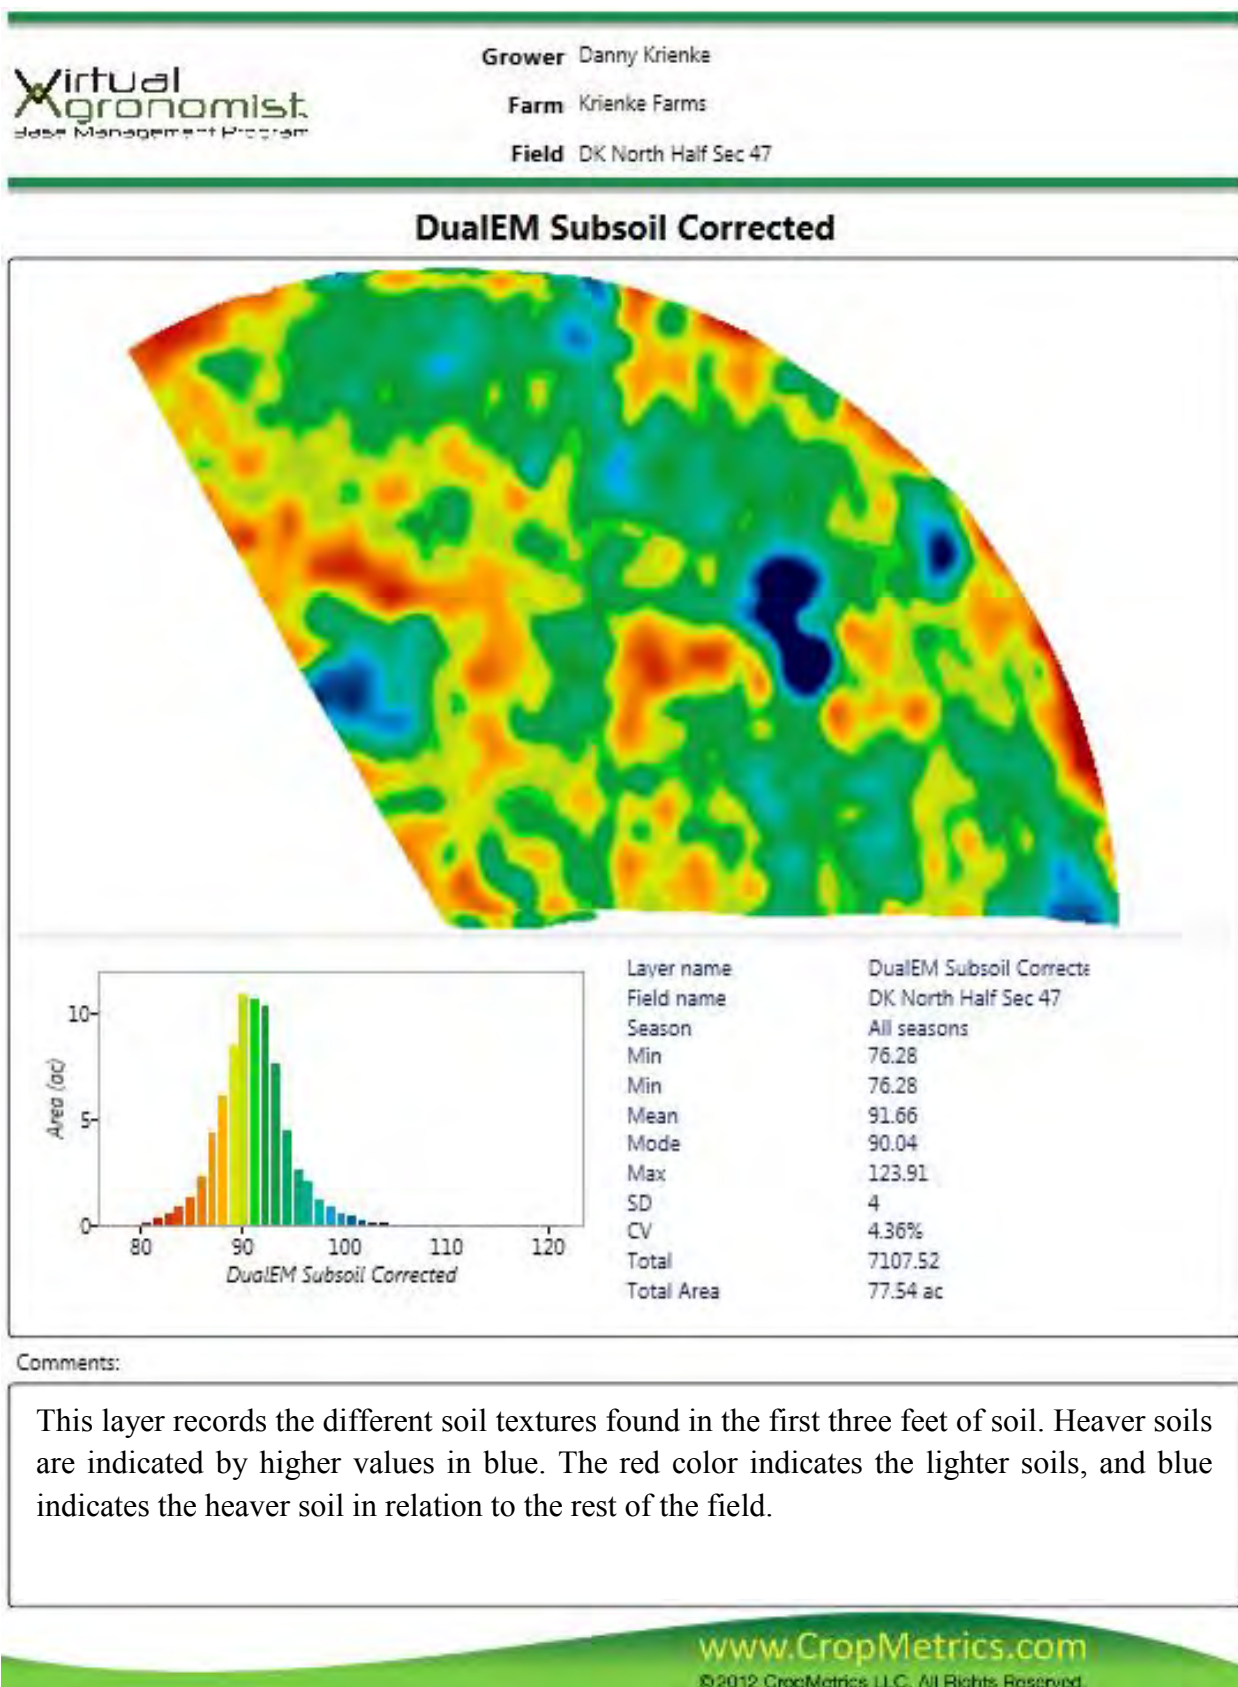 Virtual
Agronomist
Base Management Program
Grower Danny Krienke
Farm Krienke Farms
Field DK North Half Sec 47
DualEM Subsoil Corrected
10
5
0
Area (ac)
80 90 100 110 120
DualEM Subsoil Corrected
Layer name DualEM Subsoil Correcte
Field name DK North Half Sec 47
Season All seasons
Min 76.28
Min 76.28
Mean 91.66
Mode 90.04
Max 123.91
SD 4
CV 4.36%
Total 7107.52
Total Area 77.54 ac
Comments:
This layer records the different soil textures found in the first three feet of soil. Heaver soils
are indicated by higher values in blue. The red color indicates the lighter soils, and blue
indicates the heaver soil in relation to the rest of the field.
www.CropMetrics.com
©2012 CropMetrics LLC. All Rights Reserved.